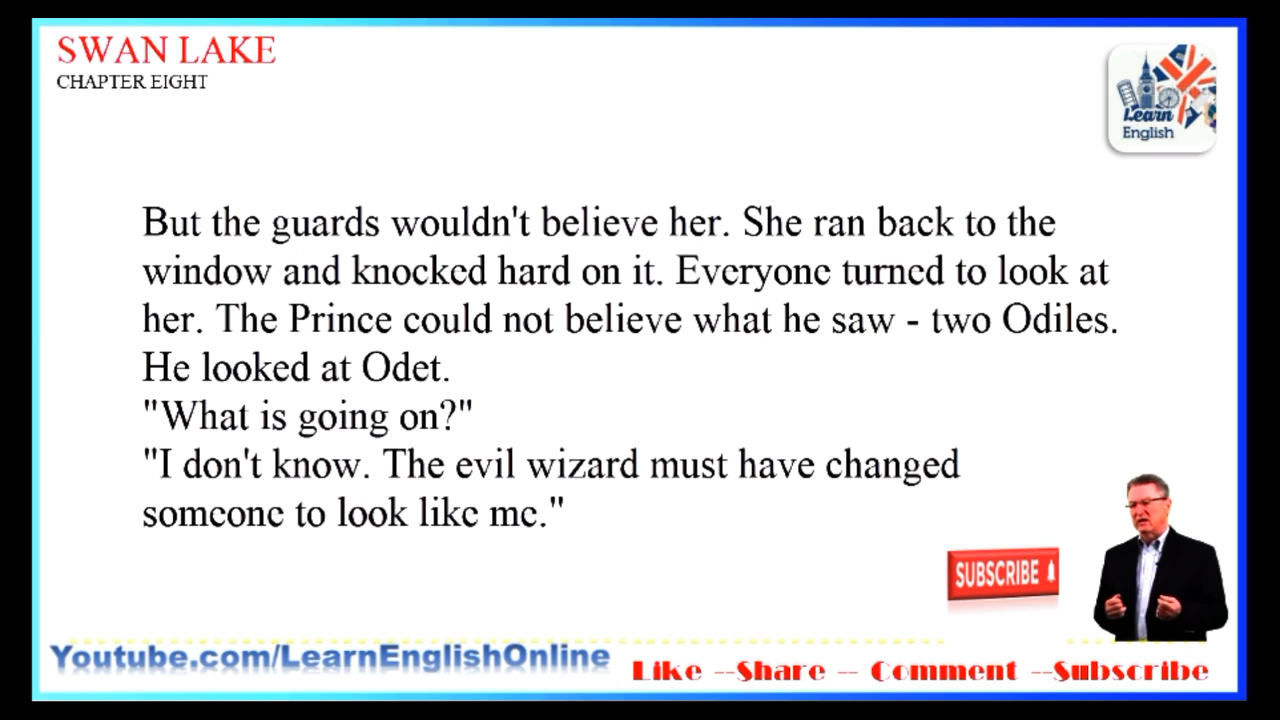 SWAN LAKE
CHAPTER EIGHT
Learn
English
But the guards wouldn't believe her. She ran back to the
window and knocked hard on it. Everyone turned to look at
her. The Prince could not believe what he saw - two Odiles.
He looked at Odet.
"What is going on?"
"I don't know. The evil wizard must have changed
someone to look like me."
SUBSCRIBE
Youtube.com/LearnEnglishOnline
Like --Share -- Comment --Subscribe